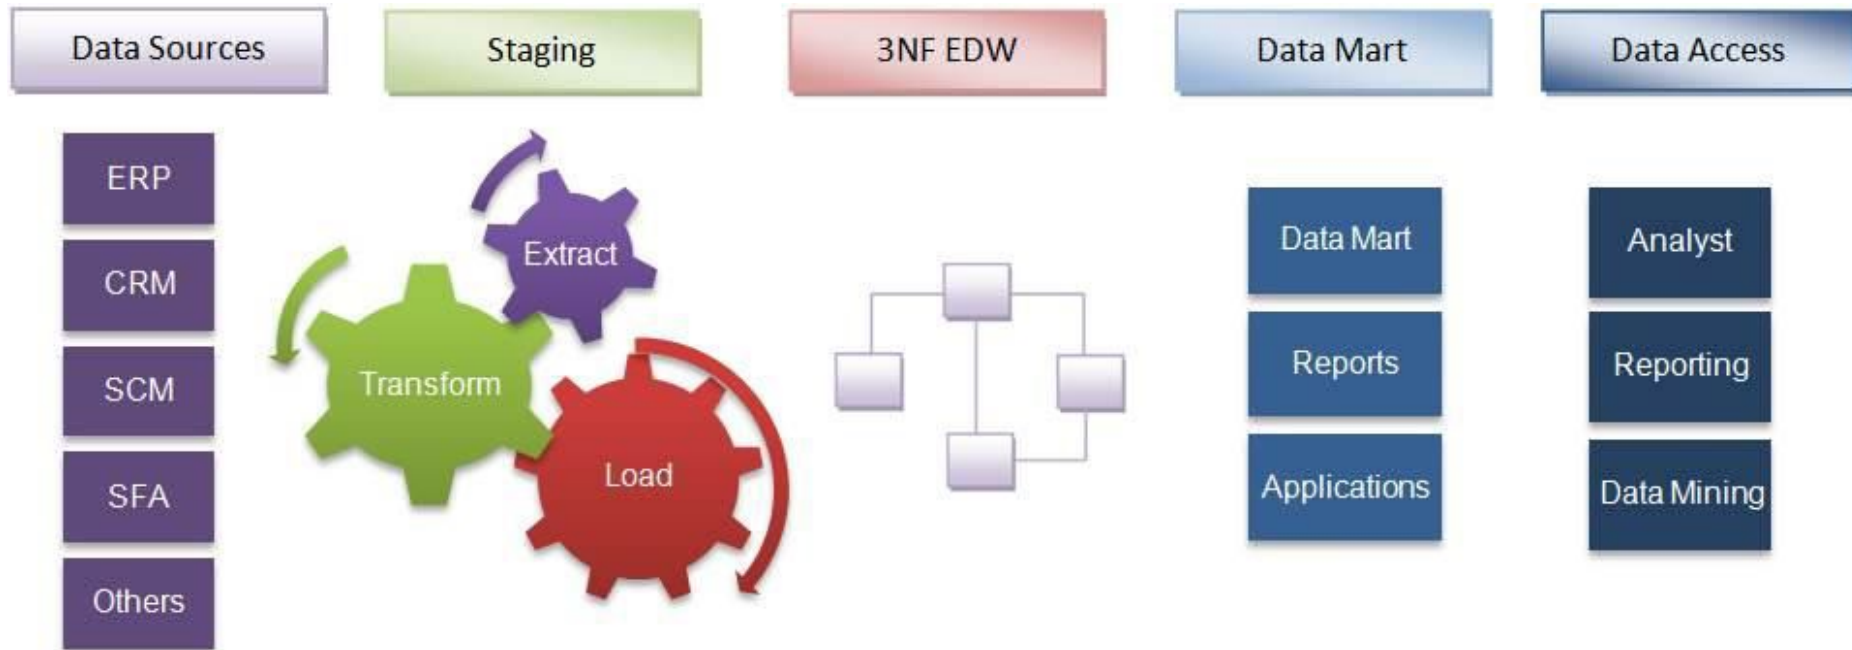 Data Sources
Staging
3NF EDW
Data Mart
Data Access
ERP
CRM
SCM
SFA
Others
Extract
Transform
Load
Data Mart
Reports
Applications
Analyst
Reporting
Data Mining